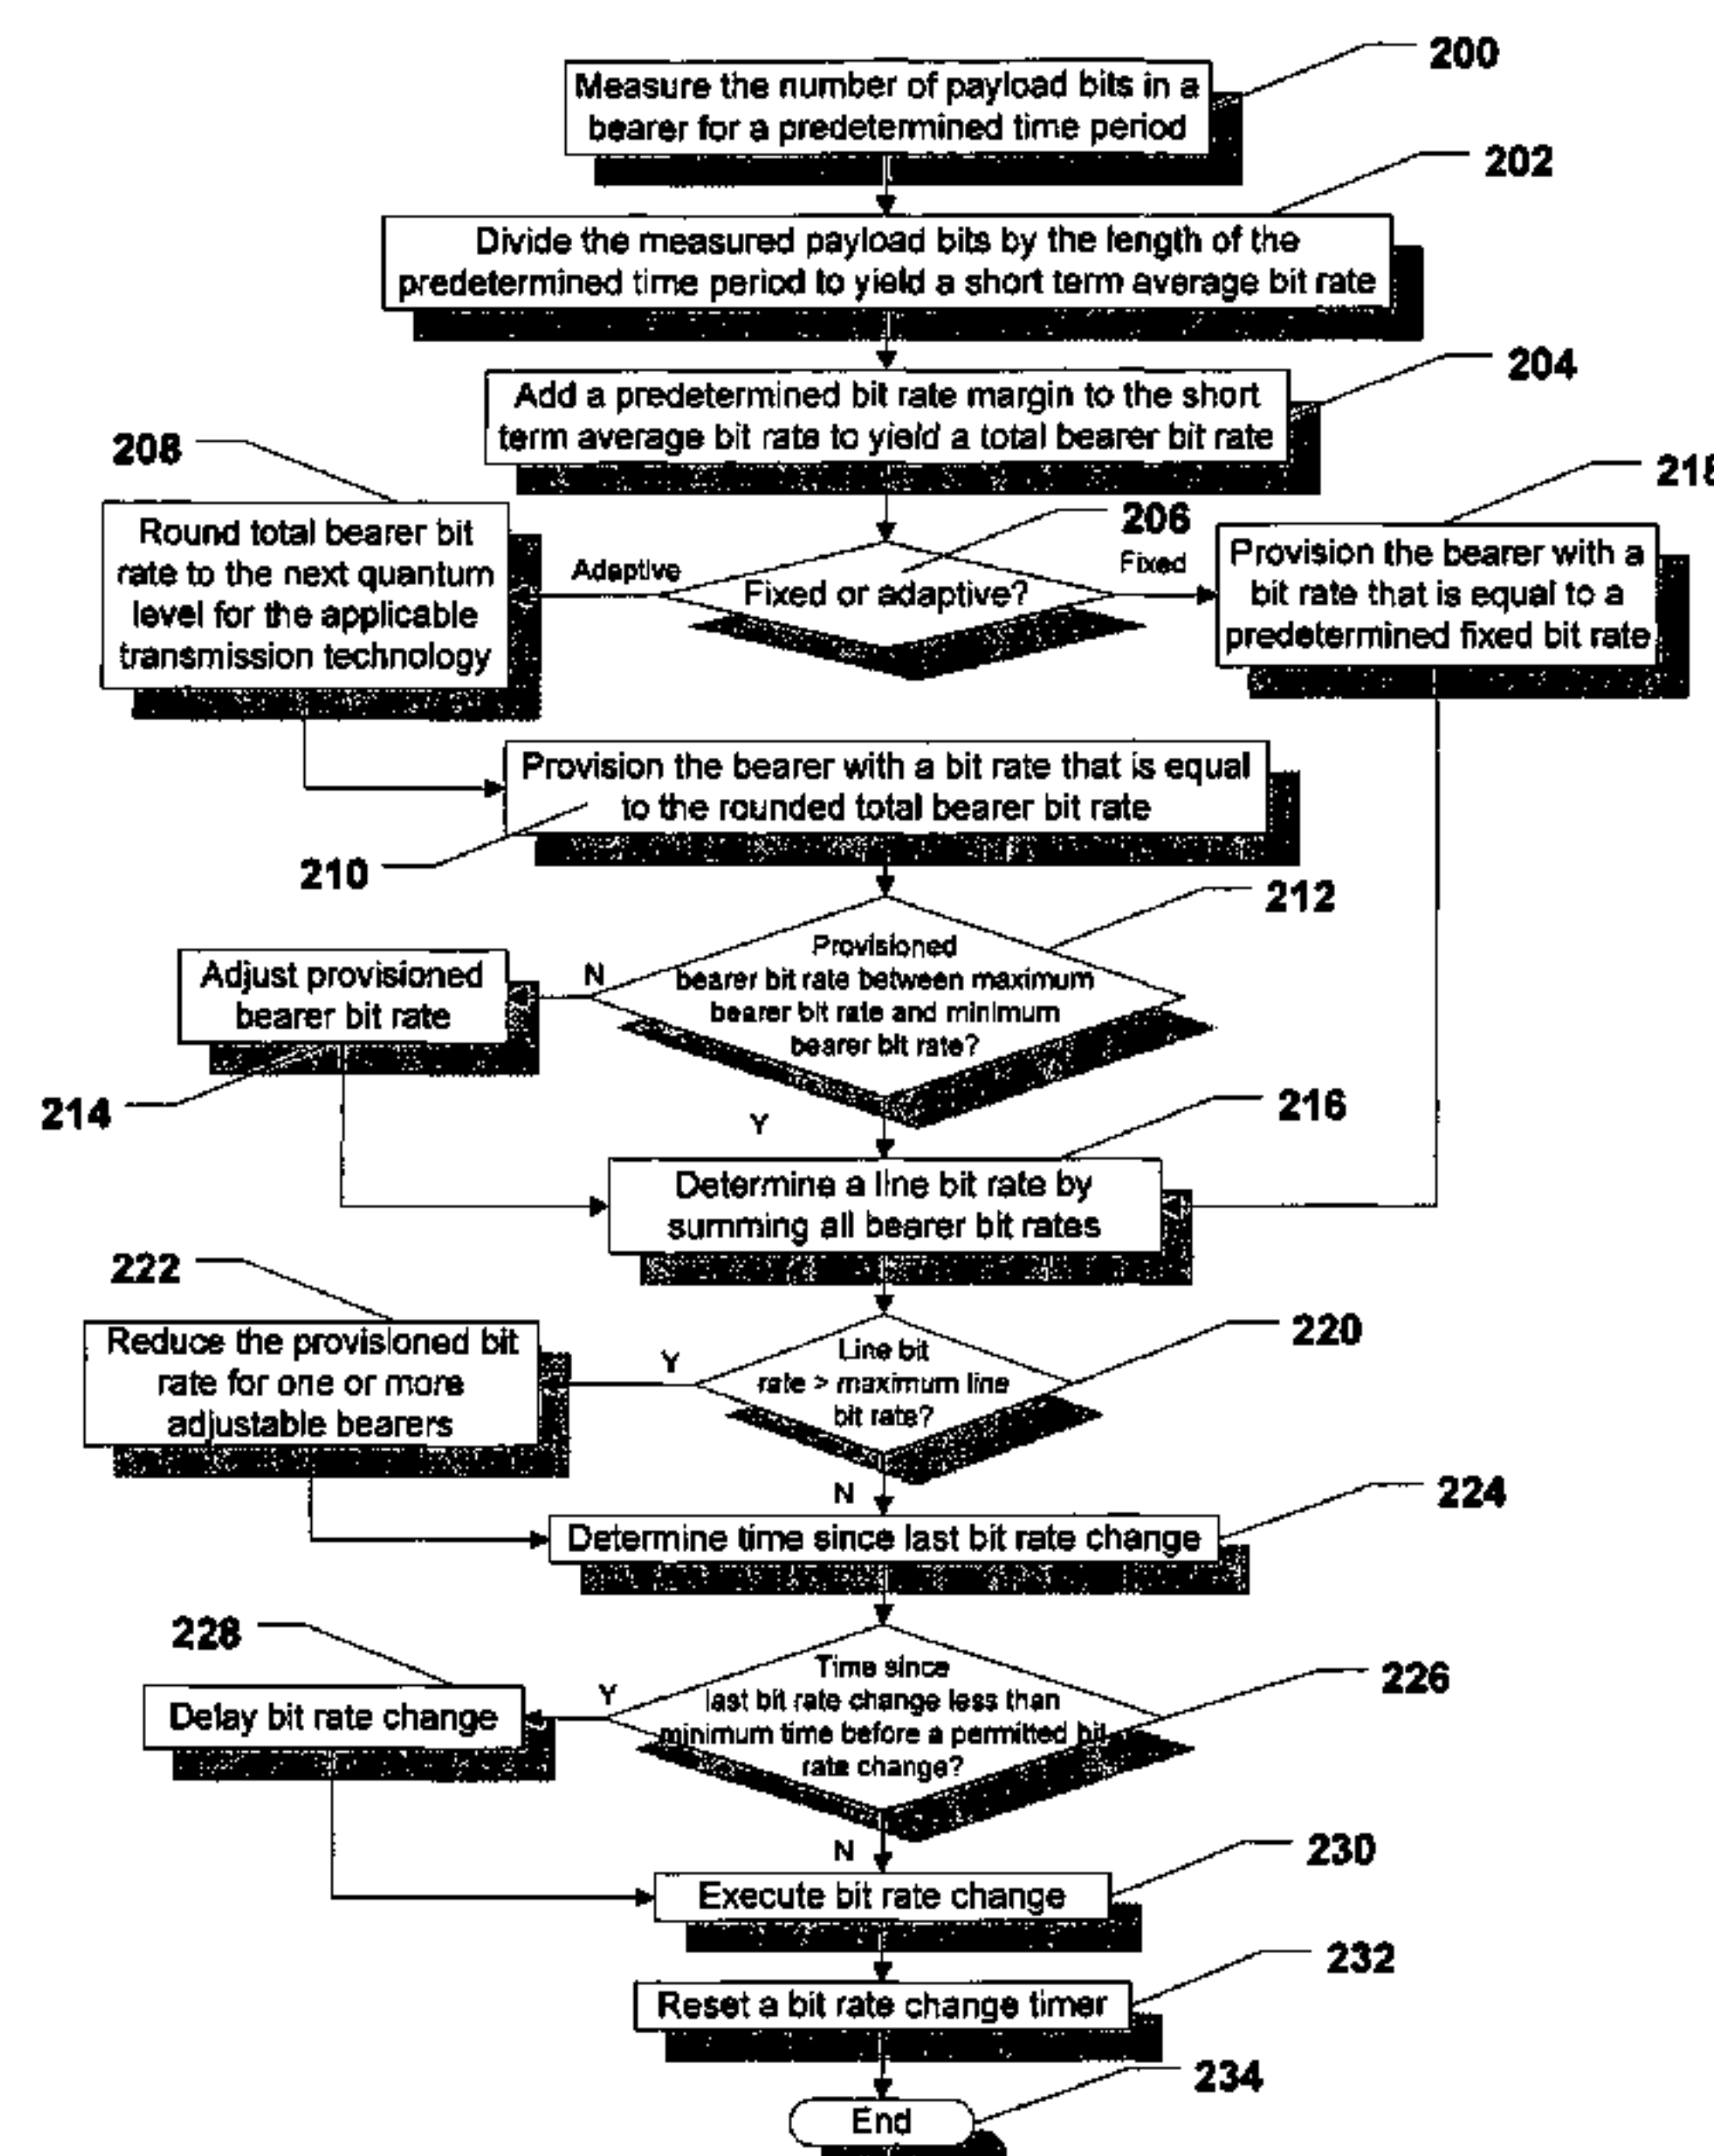 200
Measure the number of payload bits in a
bearer for a predetermined time period
202
Divide the measured payload bits by the length of the
predetermined time period to yield a short term average bit rate
204
Add a predetermined bit rate margin to the short
term average bit rate to yield a total bearer bit rate
208
Round total bearer bit
rate to the next quantum
level for the applicable
transmission technology
Adaptive
206
Fixed or adaptive?
Fixed
218
Provision the bearer with a
bit rate that is equal to a
predetermined fixed bit rate
Provision the bearer with a bit rate that is equal
to the rounded total bearer bit rate
210
212
Provisioned
bearer bit rate between maximum
bearer bit rate and minimum
bearer bit rate?
N
Adjust provisioned
bearer bit rate
214
Y
216
Determine a line bit rate by
summing all bearer bit rates
222
Reduce the provisioned bit
rate for one or more
adjustable bearers
Y
220
Line bit
rate > maximum line
bit rate?
N
224
Determine time since last bit rate change
228
Delay bit rate change
Y
226
Time since
last bit rate change less than
minimum time before a permitted bit
rate change?
N
230
Execute bit rate change
232
Reset a bit rate change timer
234
End